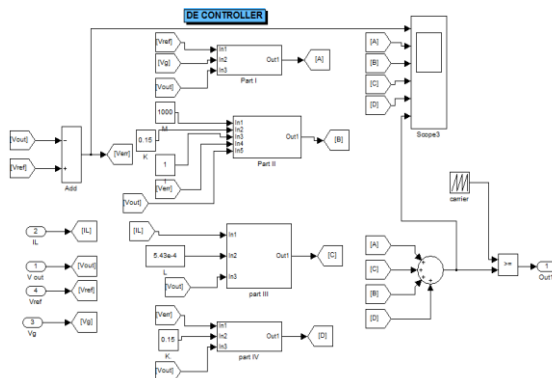 DE CONTROLLER
[Vref]
[Vg]
[Vout]
In1
In2
In3
Out1
Part I
[A]
1000
M
0.15
K
1
[Verr]
[Vout]
In1
In2
In3
In4
In5
Out1
Part II
[B]
[Vout]
[Vref]
Add
[Verr]
[A]
[B]
[C]
[D]
Scope3
carrier
2
IL
[IL]
1
V out
[Vout]
4
Vref
[Vref]
3
Vg
[Vg]
[IL]
5.43e-4
L
[Vout]
In1
In2
In3
Out1
part III
[C]
[Verr]
0.15
K
[Vout]
In1
In2
In3
Out1
part IV
[D]
[A]
[C]
[B]
[D]
>=
1
Out1